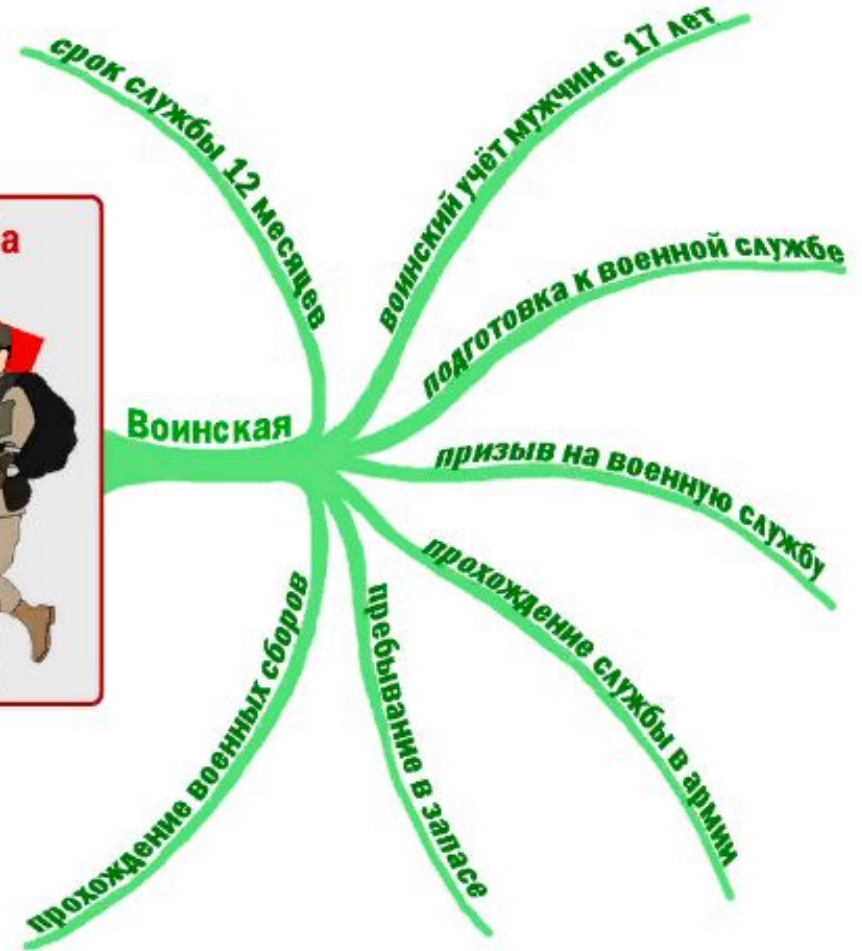 а
Воинская
срок службы 12 месяцев
воинский учёт мужчин с 17 лет
подготовка к военной службе
призыв на военную службу
прохождение службы в армии
пребывание в запасе
прохождение военных сборов